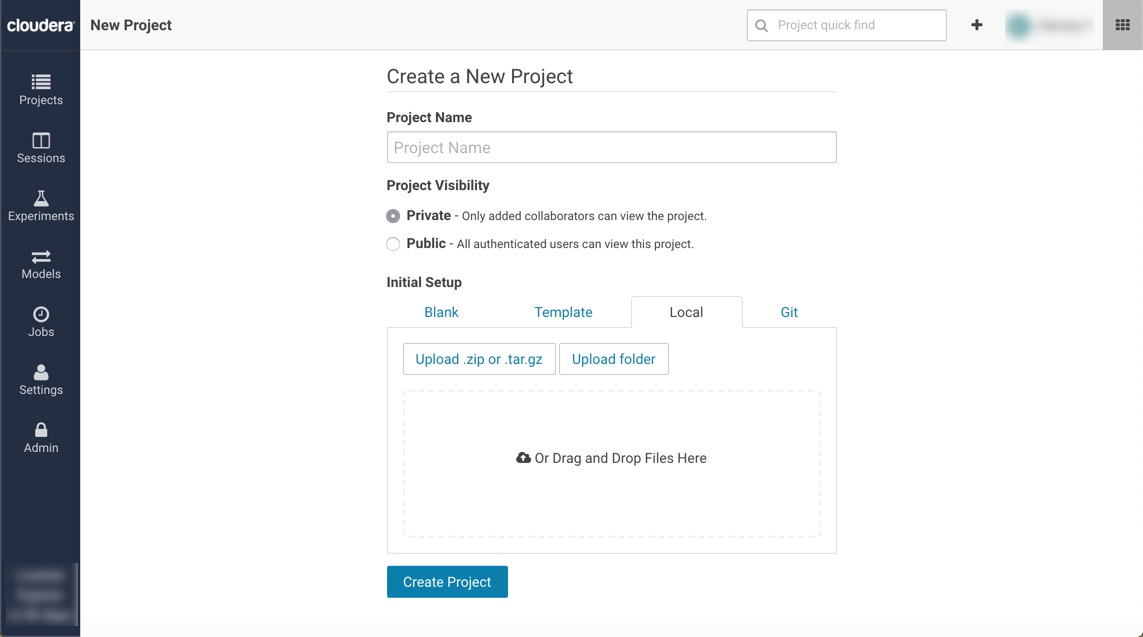 cloudera
New Project
Project quick find
Projects
Sessions
Experiments
Models
Jobs
Settings
Admin
Create a New Project
Project Name
Project Name
Project Visibility
Private - Only added collaborators can view the project.
Public - All authenticated users can view this project.
Initial Setup
Blank Template Local Git
Upload .zip or .tar.gz Upload folder
Or Drag and Drop Files Here
Create Project